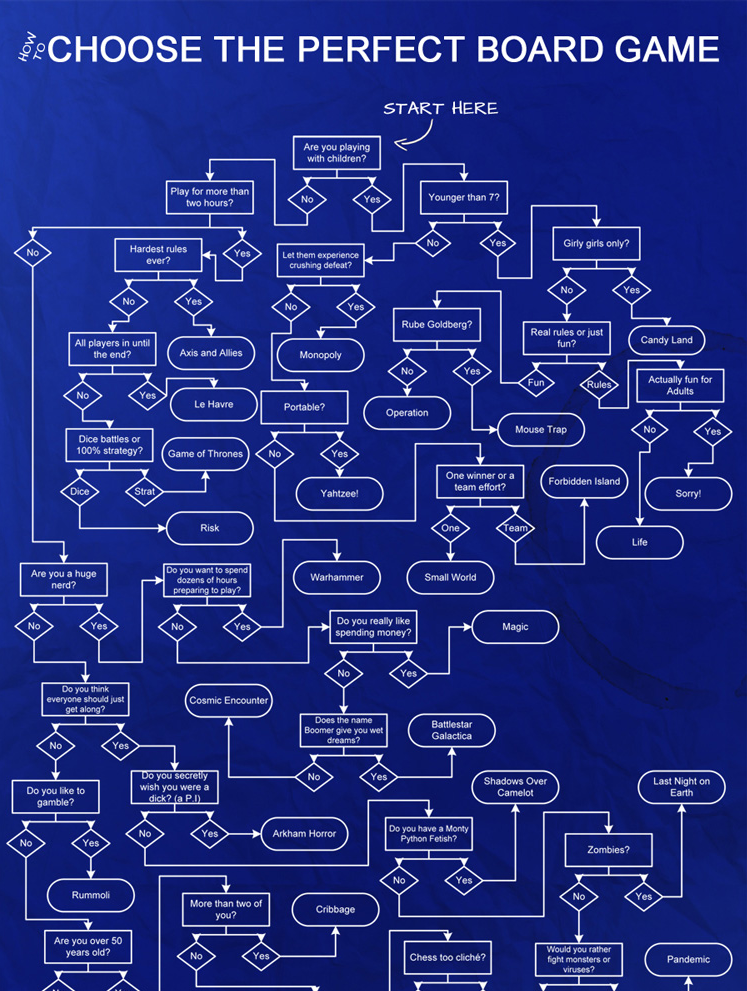 HOW
TO
CHOOSE THE PERFECT BOARD GAME
START HERE
Are you playing
with children?
No
Yes
Play for more than
two hours?
Younger than 7?
No
Yes
No
Yes
Hardest rules
ever?
Let them experience
crushing defeat?
Girly girls only?
No
Yes
No
Yes
No
Yes
All players in until
the end?
Axis and Allies
Monopoly
Rube Goldberg?
Real rules or just
fun?
Candy Land
No
Yes
No
Yes
Fun
Rules
Actually fun for
Adults
Le Havre
Portable?
Operation
Mouse Trap
No
Yes
Dice battles or
100% strategy?
Game of Thrones
No
Yes
Dice
Strat
Yahtzee!
One winner or a
team effort?
Forbidden Island
Sorry!
Risk
One
Team
Life
Are you a huge
nerd?
Do you want to spend
dozens of hours
preparing to play?
Warhammer
Small World
No
Yes
No
Yes
Do you really like
spending money?
Magic
No
Yes
Do you think
everyone should just
get along?
Cosmic Encounter
Does the name
Boomer give you wet
dreams?
Battlestar
Galactica
No
Yes
No
Yes
Do you like to
gamble?
Do you secretly
wish you were a
dick? (a P.I)
Shadows Over
Camelot
Last Night on
Earth
No
Yes
No
Yes
Arkham Horror
Do you have a Monty
Python Fetish?
Zombies?
No
Yes
No
Yes
Rummoli
More than two of
you?
Cribbage
Are you over 50
years old?
No
Yes
Chess too cliché?
Would you rather
fight monsters or
viruses?
Pandemic